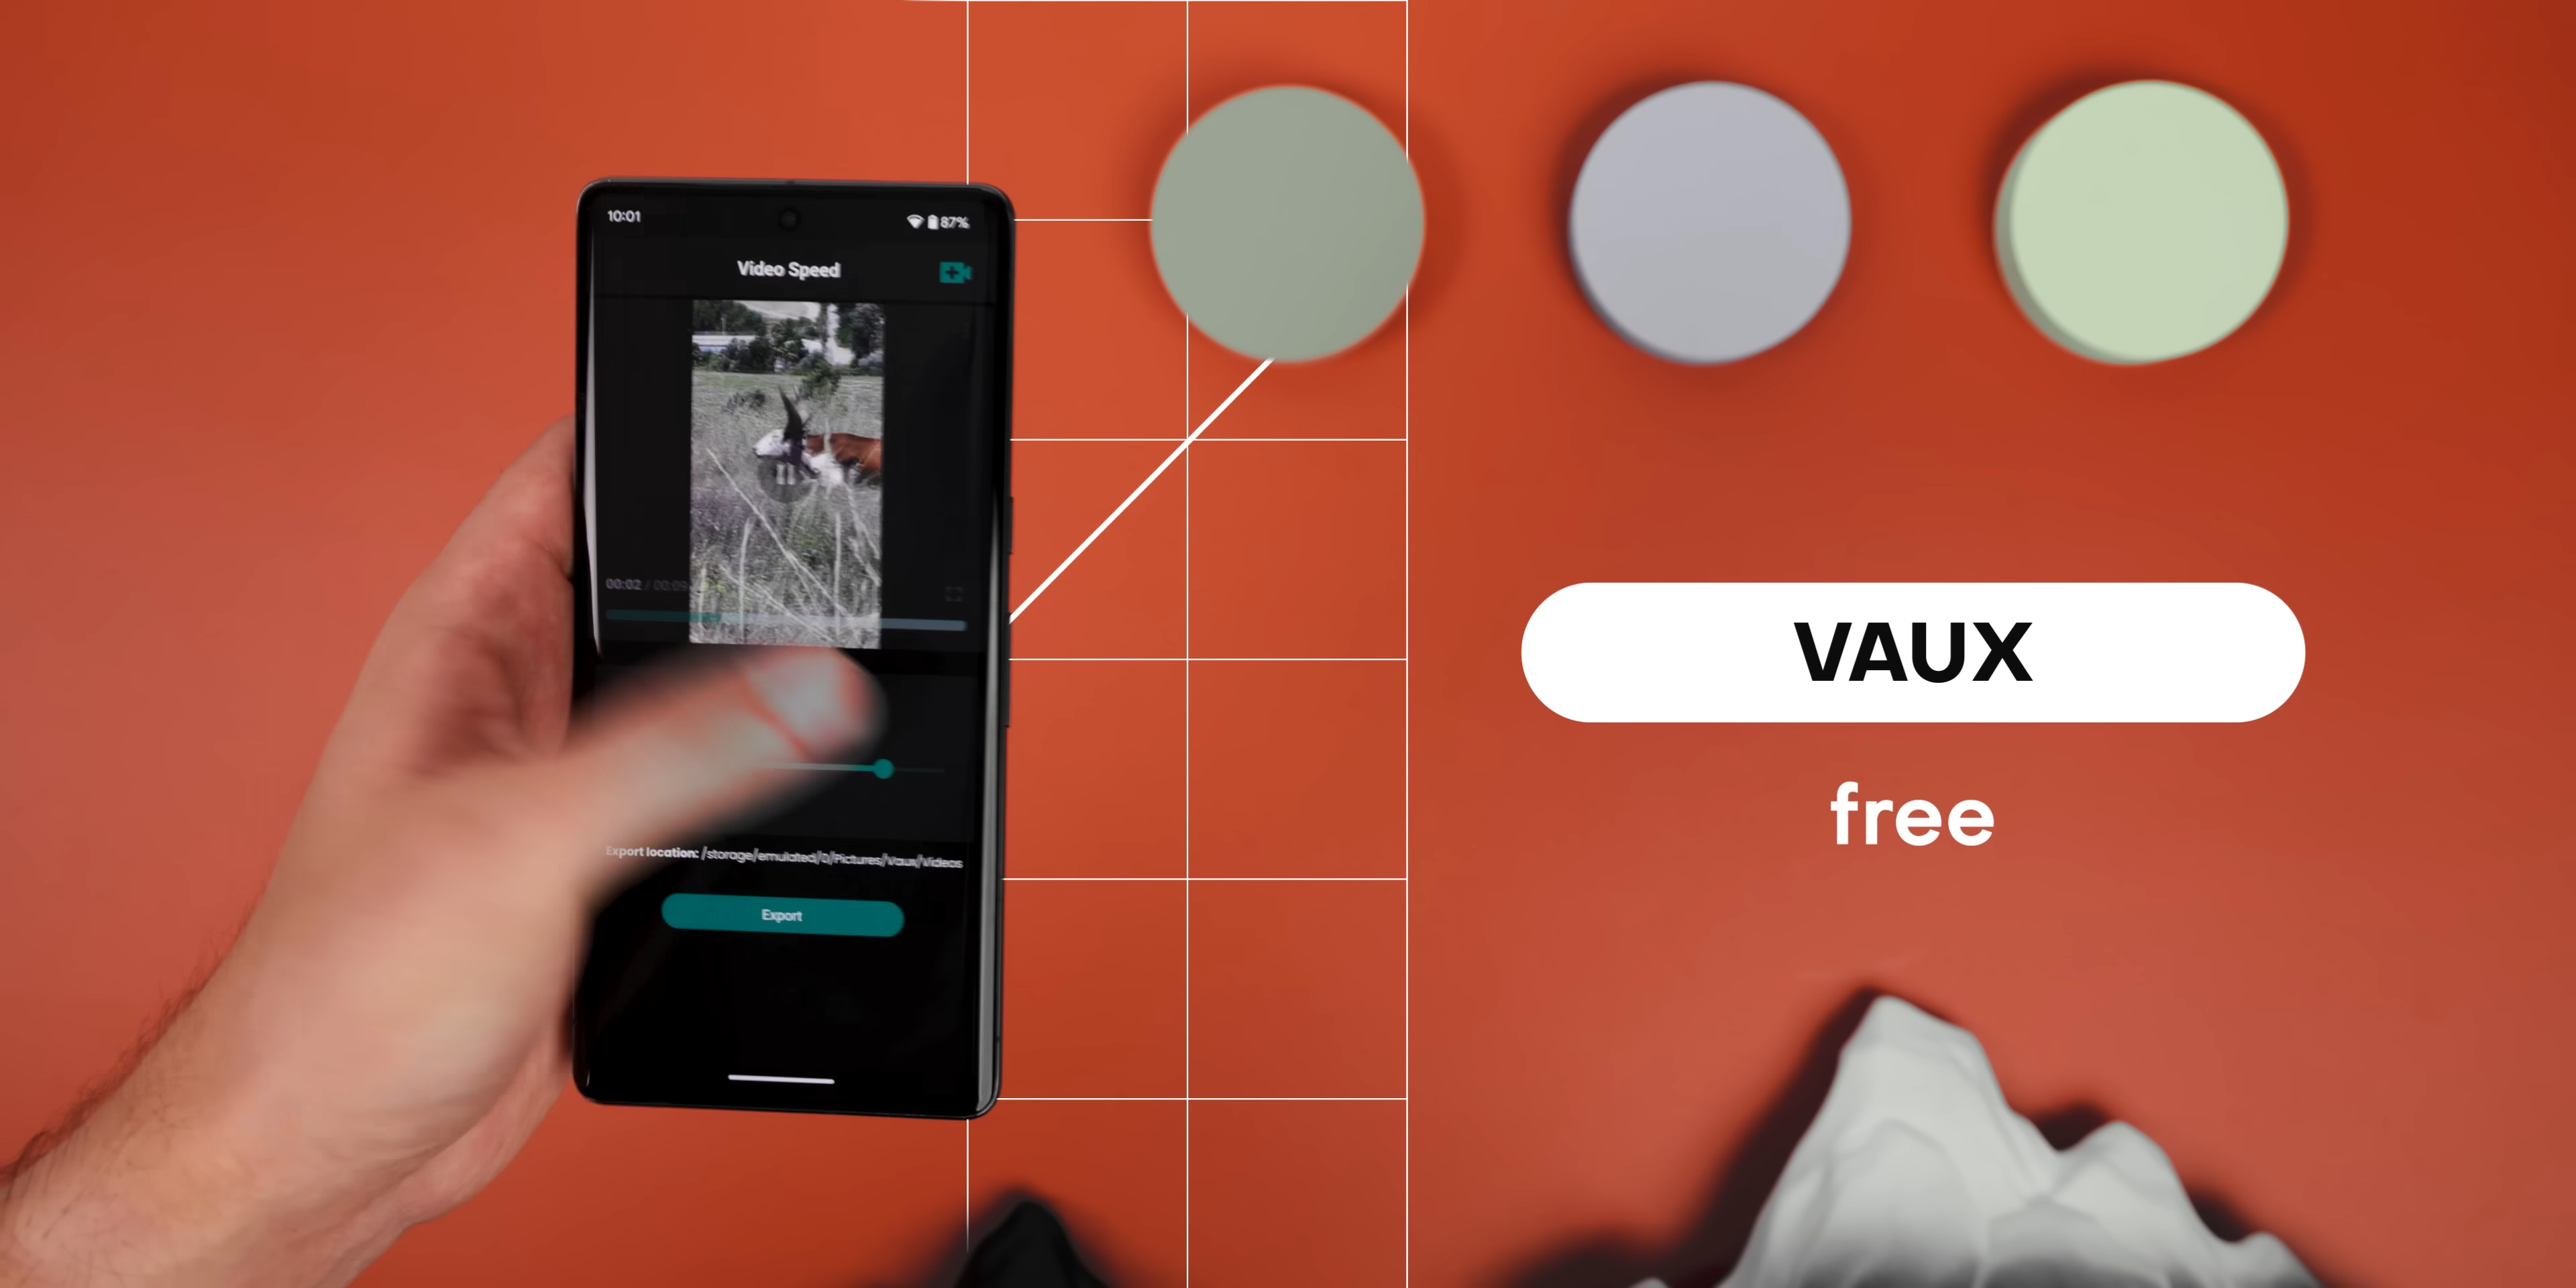 10:01
87%
Video Speed
00:02 / 00:09
Export location: /storage/emulated/0/Pictures/Vaux/Videos
Export
VAUX
free